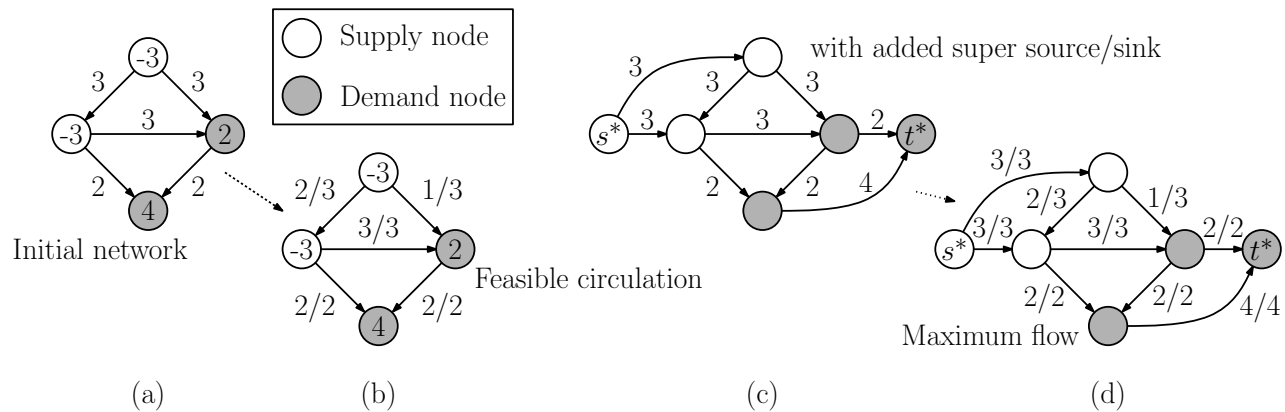 Supply node
Demand node
-3
3
3
-3
3
2
2
2
4
Initial network
-3
2/3
1/3
-3
3/3
2
2/2
2/2
4
Feasible circulation
with added super source/sink
3
3
3
s*
3
3
2
t*
2
2
4
3/3
2/3
1/3
s*
3/3
3/3
2/2
t*
2/2
2/2
4/4
Maximum flow
(a)
(b)
(c)
(d)